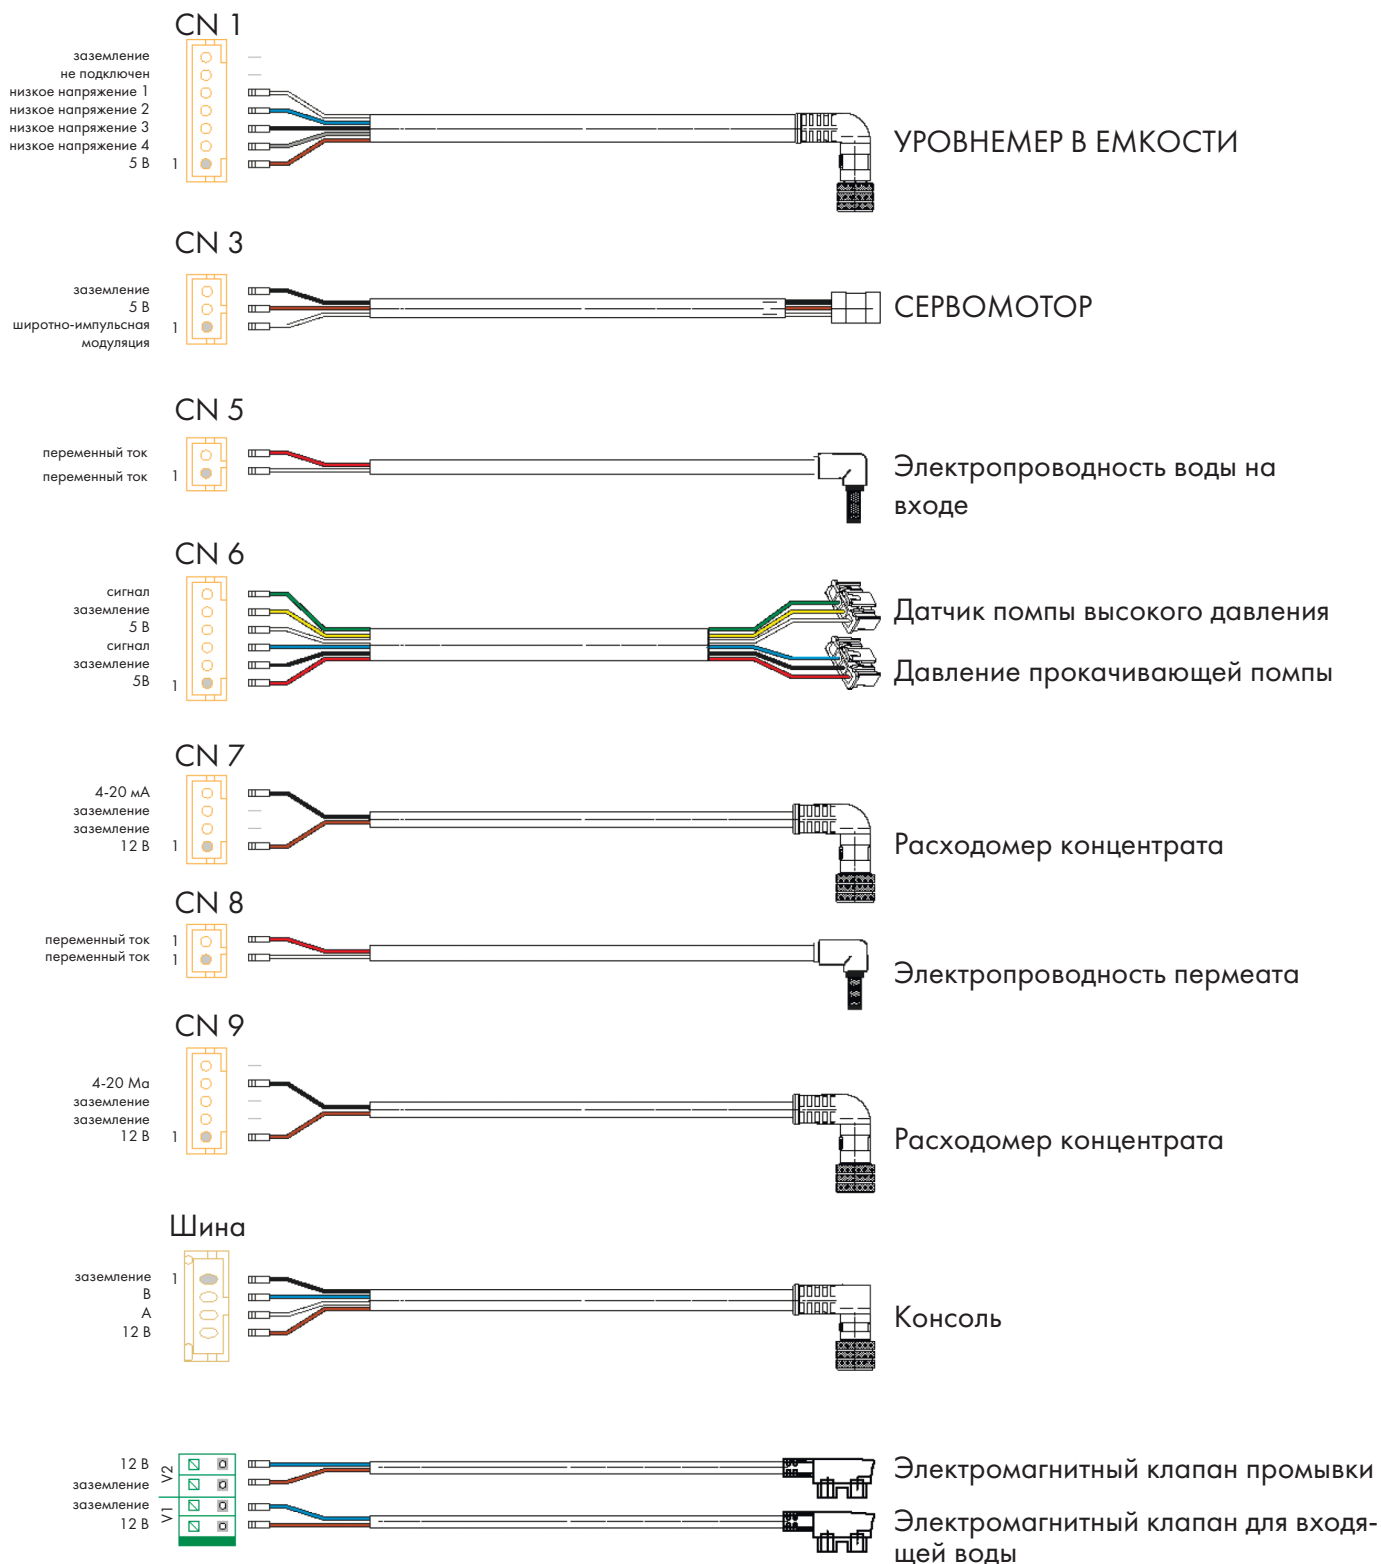 CN 1
заземление
не подключен
низкое напряжение 1
низкое напряжение 2
низкое напряжение 3
низкое напряжение 4
5 В 1
УРОВНЕМЕР В ЕМКОСТИ
CN 3
заземление
5 В
широтно-импульсная 1
модуляция
СЕРВОМОТОР
CN 5
переменный ток
переменный ток 1
Электропроводность воды на
входе
CN 6
сигнал
заземление
5 В
сигнал
заземление
5В 1
Датчик помпы высокого давления
Давление прокачивающей помпы
CN 7
4-20 мА
заземление
заземление
12 В 1
Расходомер концентрата
CN 8
переменный ток 1
переменный ток 1
Электропроводность пермеата
CN 9
4-20 Ма
заземление
заземление
12 В 1
Расходомер концентрата
Шина
заземление 1
В
А
12 В
Консоль
12 В
заземление
V2
заземление
12 В
V1
Электромагнитный клапан промывки
Электромагнитный клапан для входя-
щей воды